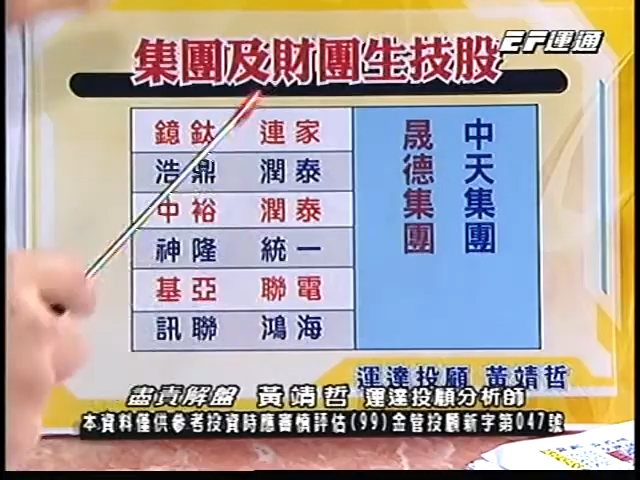 EF運通
集團及財團生技股
鏡鈦 連家
浩鼎 潤泰
中裕 潤泰
神隆 統一
基亞 聯電
訊聯 鴻海
中天集團
晟德集團
運達投顧 黃靖哲
盡責解盤 黃靖哲 運達投顧分析師
本資料僅供參考投資時應審慎評估(99)金管投顧新字第047號